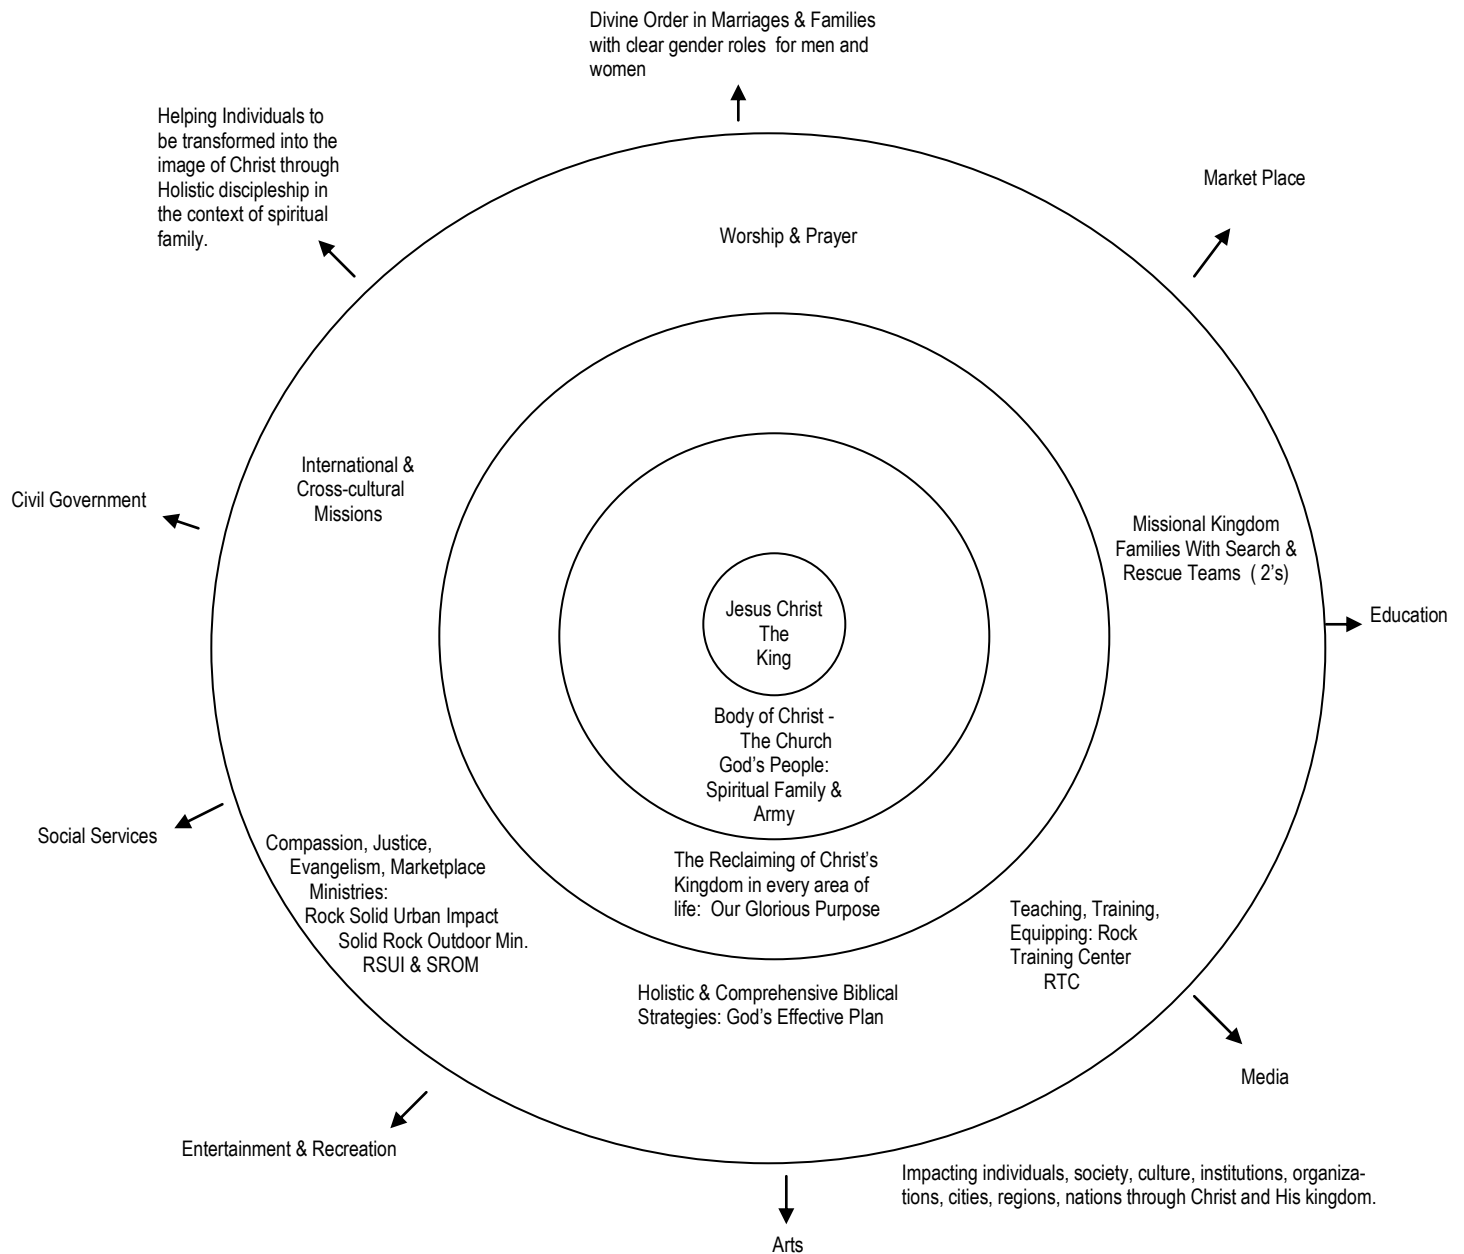 Divine Order in Marriages & Families
with clear gender roles for men and
women
Helping Individuals to
be transformed into the
image of Christ through
Holistic discipleship in
the context of spiritual
family.
Market Place
Worship & Prayer
International &
Cross-cultural
Missions
Civil Government
Missional Kingdom
Families With Search &
Rescue Teams ( 2’s)
Education
Jesus Christ
The
King
Body of Christ -
The Church
God’s People:
Spiritual Family &
Army
Social Services
Compassion, Justice,
Evangelism, Marketplace
Ministries:
Rock Solid Urban Impact
Solid Rock Outdoor Min.
RSUI & SROM
The Reclaiming of Christ’s
Kingdom in every area of
life: Our Glorious Purpose
Teaching, Training,
Equipping: Rock
Training Center
RTC
Holistic & Comprehensive Biblical
Strategies: God’s Effective Plan
Media
Entertainment & Recreation
Impacting individuals, society, culture, institutions, organiza-
tions, cities, regions, nations through Christ and His kingdom.
Arts